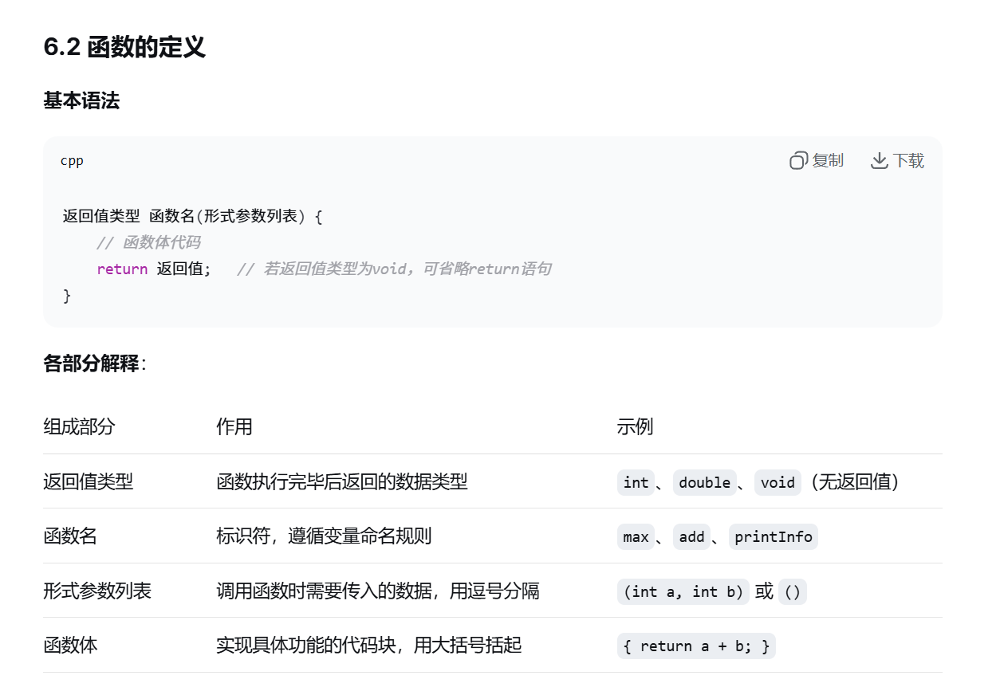 6.2 函数的定义
基本语法
cpp 复制 下载
返回值类型 函数名(形式参数列表) {
// 函数体代码
return 返回值; // 若返回值类型为void，可省略return语句
}
各部分解释：
组成部分 作用 示例
返回值类型 函数执行完毕后返回的数据类型 int、double、void（无返回值）
函数名 标识符，遵循变量命名规则 max、add、printInfo
形式参数列表 调用函数时需要传入的数据，用逗号分隔 (int a, int b) 或 ()
函数体 实现具体功能的代码块，用大括号括起 { return a + b; }